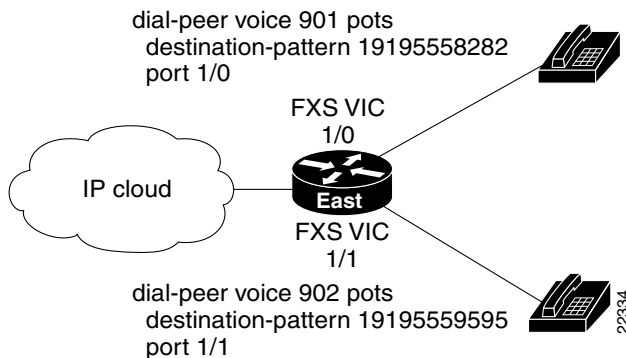 dial-peer voice 901 pots
destination-pattern 19195558282
port 1/0
FXS VIC
1/0
IP cloud
East
FXS VIC
1/1
dial-peer voice 902 pots
destination-pattern 19195559595
port 1/1
22334